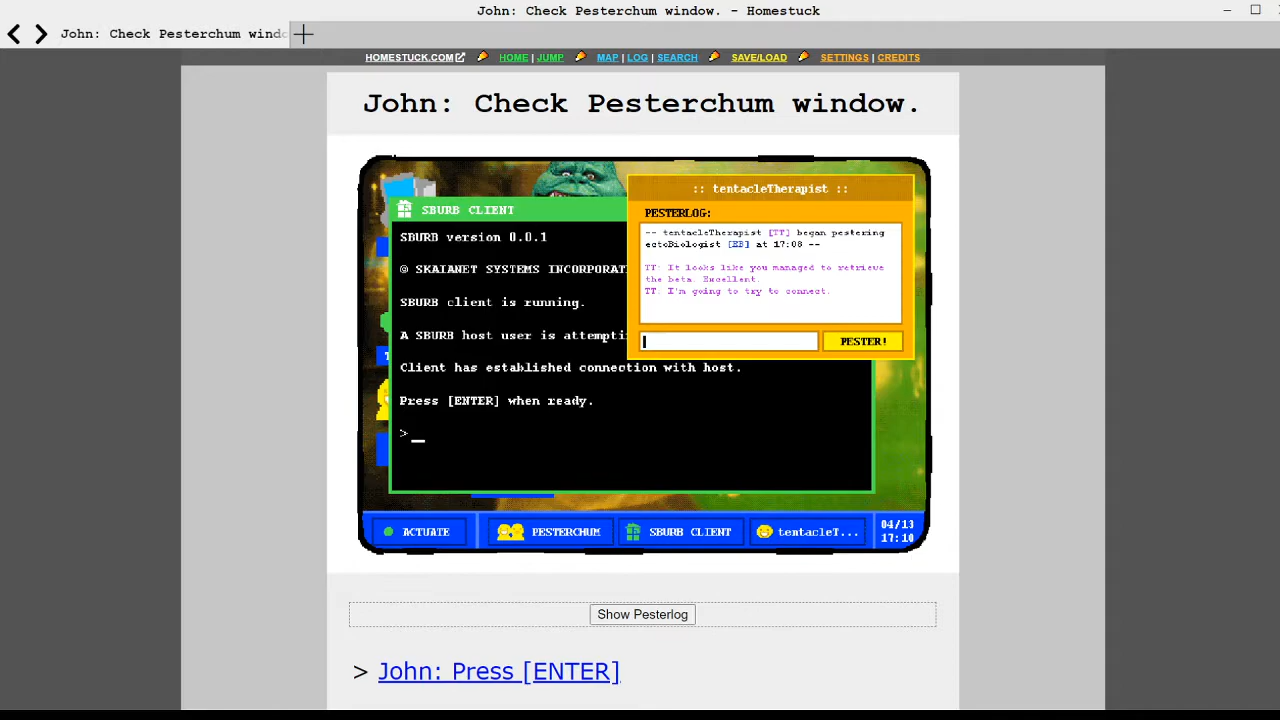 John: Check Pesterchum window. - Homestuck
John: Check Pesterchum windo
HOMESTUCK.COM HOME | JUMP MAP | LOG | SEARCH SAVE/LOAD SETTINGS | CREDITS
John: Check Pesterchum window.
:: tentacleTherapist ::
PESTERLOG:
-- tentacleTherapist [TT] began pestering
ectoBiologist [EB] at 17:08 --
TT: It looks like you managed to retrieve
the beta. Excellent.
TT: I'm going to try to connect.
PESTER!
SBURB CLIENT
SBURB version 0.0.1
© SKAIANET SYSTEMS INCORPORAT
SBURB client is running.
A SBURB host user is attempti
Client has established connection with host.
Press [ENTER] when ready.
>_
T
ACTUATE PESTERCHUM SBURB CLIENT tentacleT... 04/13
17:10
Show Pesterlog
> John: Press [ENTER]